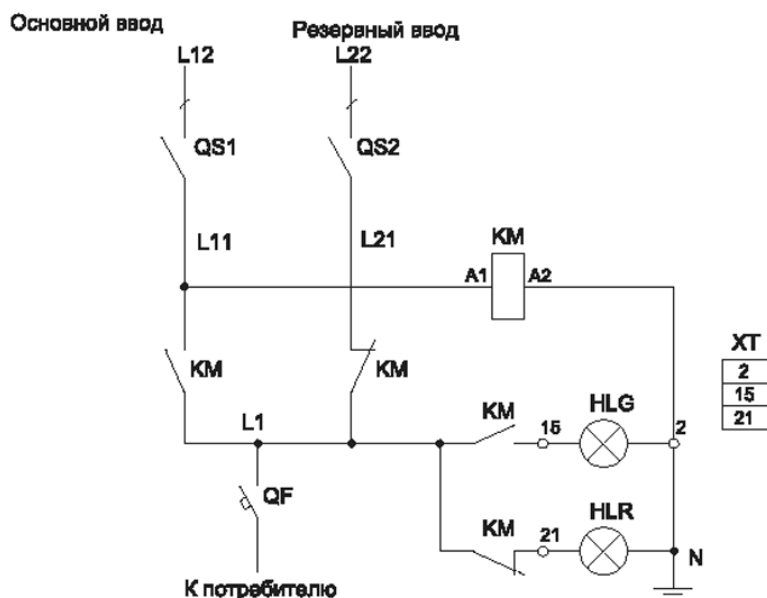 Основной ввод
Резервный ввод
L12
L22
QS1
QS2
L11
L21
KM
A1
A2
KM
KM
XT
2
15
21
L1
KM
15
HLG
2
QF
KM
21
HLR
N
К потребителю